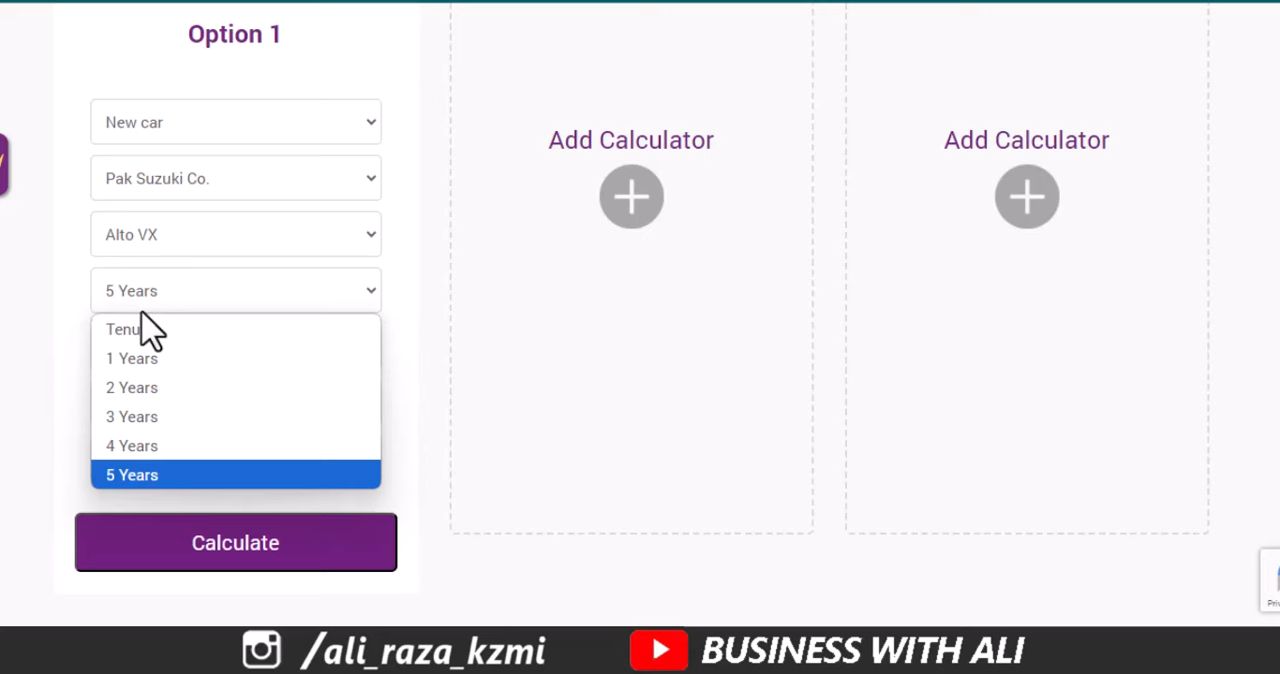 Option 1
New car
Pak Suzuki Co.
Alto VX
5 Years
1 Years
2 Years
3 Years
4 Years
5 Years
Calculate
Add Calculator
Add Calculator
/ali_raza_kzmi
BUSINESS WITH ALI